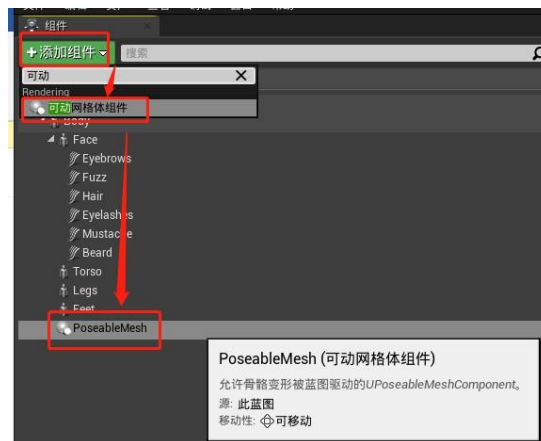 组件
+添加组件
搜索
可动
Rendering
可动网格体组件
Body
Face
Eyebrows
Fuzz
Hair
Eyelashes
Mustache
Beard
Torso
Legs
Feet
PoseableMesh
PoseableMesh (可动网格体组件)
允许骨骼变形被蓝图驱动的UPoseableMeshComponent。
源: 此蓝图
移动性: 可移动